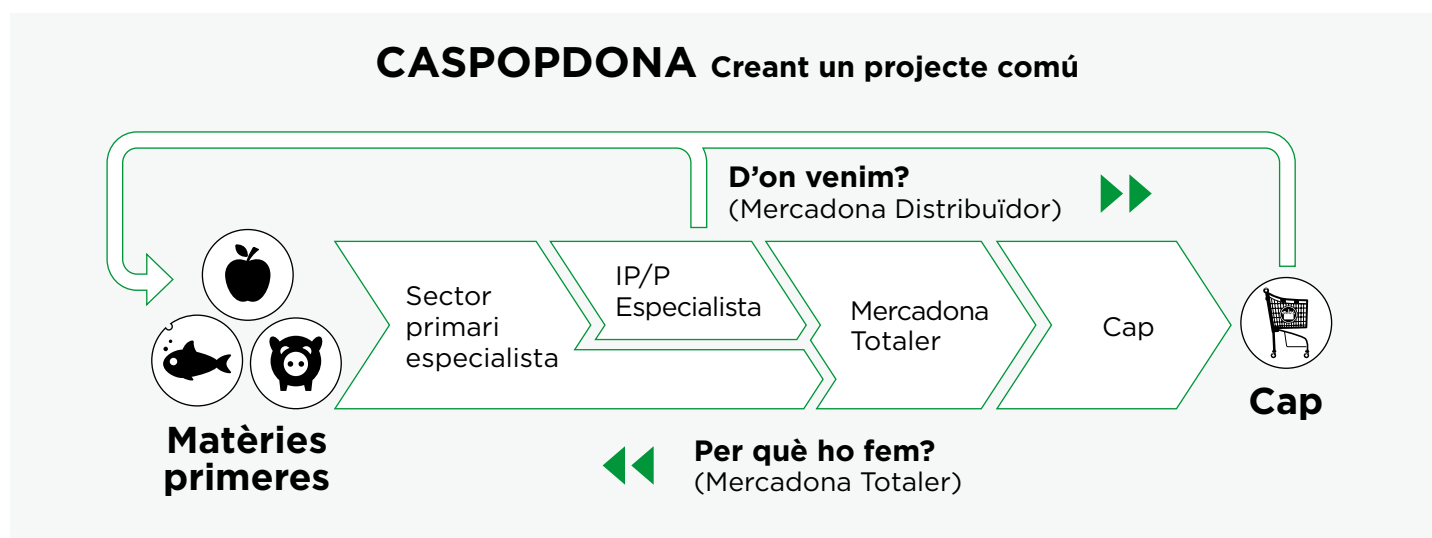 CASPOPDONA Creant un projecte comú
D'on venim?
(Mercadona Distribuïdor)
Sector
primari
especialista
IP/P
Especialista
Mercadona
Totaler
Cap
Matèries
primeres
Cap
Per què ho fem?
(Mercadona Totaler)